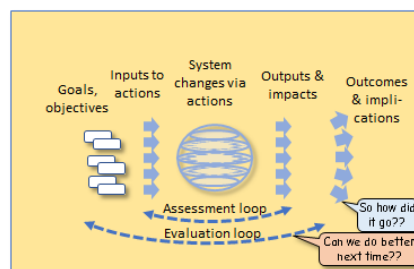 Goals,
objectives
Inputs to
actions
System
changes via
actions
Outputs &
impacts
Outcomes
& impli-
cations
Assessment loop
Evaluation loop
So how did
it go??
Can we do better
next time??